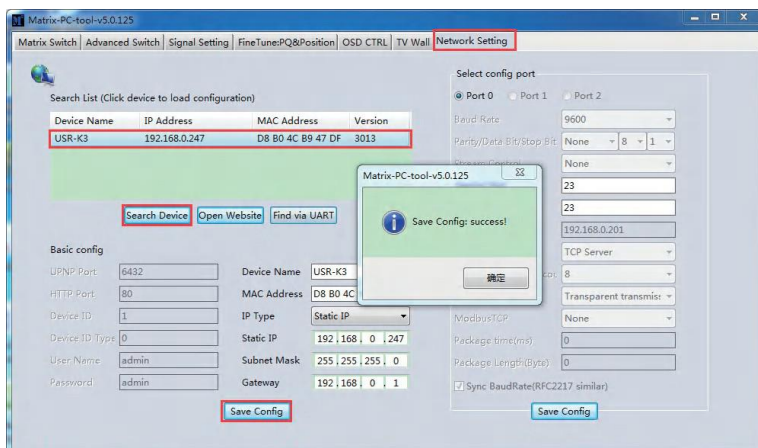 Matrix-PC-tool-v5.0.125
Matrix Switch Advanced Switch Signal Setting FineTune:PQ&Position OSD CTRL TV Wall Network Setting
Search List (Click device to load configuration)
Device Name IP Address MAC Address Version
USR-K3 192.168.0.247 D8 B0 4C B9 47 DF 3013
Search Device Open Website Find via UART
Basic config
UPNP Port 6432 Device Name USR-K3
HTTP Port 80 MAC Address D8 B0 4C
Device ID 1 IP Type Static IP
Device ID Type 0 Static IP 192 . 168 . 0 . 247
User Name admin Subnet Mask 255 . 255 . 255 . 0
Password admin Gateway 192 . 168 . 0 . 1
Save Config
Select config port
Port 0 Port 1 Port 2
Baud Rate 9600
Parity/Data Bit/Stop Bit None 8 1
None
23
23
192.168.0.201
TCP Server
8
Transparent transmis
ModbusTCP None
Package time(ms) 0
Package Length(Byte) 0
Sync BaudRate(RFC2217 similar)
Save Config
Matrix-PC-tool-v5.0.125
Save Config: success!
确定